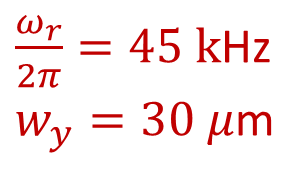 ω_r/2π = 45 kHz
w_y = 30 μm